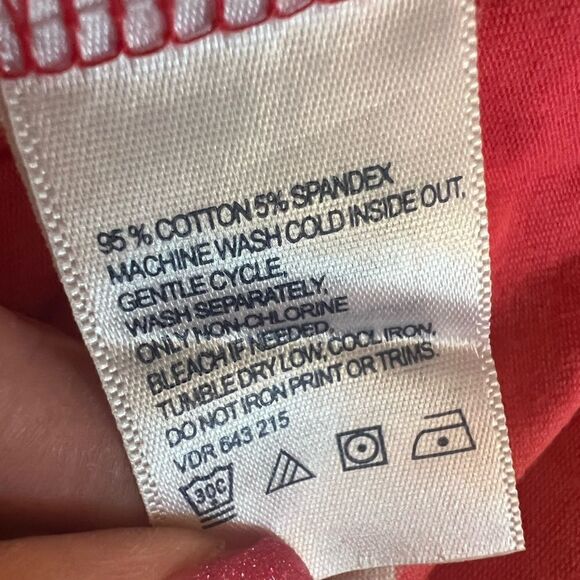 95 % COTTON 5% SPANDEX
MACHINE WASH COLD INSIDE OUT,
GENTLE CYCLE,
WASH SEPARATELY,
ONLY NON-CHLORINE
BLEACH IF NEEDED,
TUMBLE DRY LOW, COOL IRON,
DO NOT IRON PRINT OR TRIMS.
VDR 643 215
30C